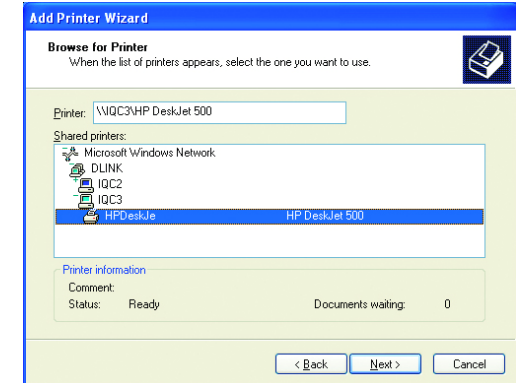 Add Printer Wizard
Browse for Printer
When the list of printers appears, select the one you want to use.
Printer: \\IQC3\HP DeskJet 500
Shared printers:
Microsoft Windows Network
DLINK
IQC2
IQC3
HPDeskJe HP DeskJet 500
Printer information
Comment:
Status: Ready Documents waiting: 0
< Back Next > Cancel